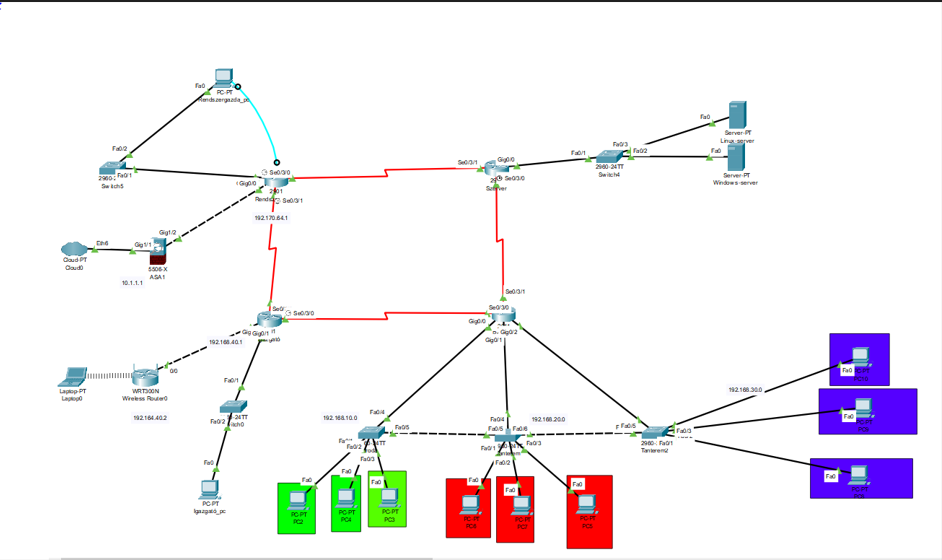 Fa0
PC-PT
Rendszergazda_pc
Fa0/2
Fa0/1
Switch5
Se0/3/0
Gig0/0
Se0/3/1
192.170.64.1
Gig1/2
Eth6
Gig1/1
Cloud-PT
Cloud0
5506-X
ASA1
10.1.1.1
Se0/3/1
Gig0/0
Se0/3/0
Fa0/1
Fa0/3
Fa0/2
2960-24TT
Switch4
Fa0
Server-PT
Linux-server
Fa0
Server-PT
Windows-server
Se0/3/0
Gig0/1
192.168.40.1
Se0/3/1
Se0/3/0
Gig0/0
Gig0/2
Gig0/1
Laptop-PT
Laptop0
WRT300N
Wireless Router0
0/0
192.164.40.2
Fa0/1
Fa0/2
Fa0
PC-PT
Igazgató_pc
192.168.10.0
Fa0/4
Fa0/5
Fa0/2
Fa0/3
Fa0
PC-PT
PC2
Fa0
PC-PT
PC4
Fa0
PC-PT
PC3
192.168.20.0
Fa0/4
Fa0/5
Fa0/6
Fa0/1
Fa0/3
Fa0/2
Fa0
PC-PT
Fa0
PC-PT
Fa0
PC-PT
PC5
Fa0/5
Fa0/3
Fa0/1
2960-
Tanterem2
192.168.30.0
Fa0
Fa0
PC-PT
Fa0
PC-PT